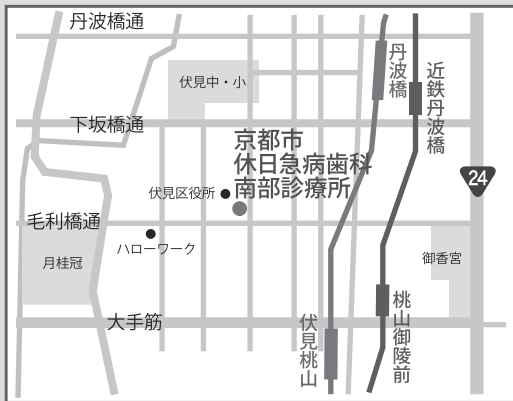 丹波橋通
丹波橋
近鉄丹波橋
伏見中・小
下坂橋通
京都市
休日急病歯科
南部診療所
24
伏見区役所
毛利橋通
ハローワーク
月桂冠
御香宮
大手筋
伏見桃山
桃山御陵前